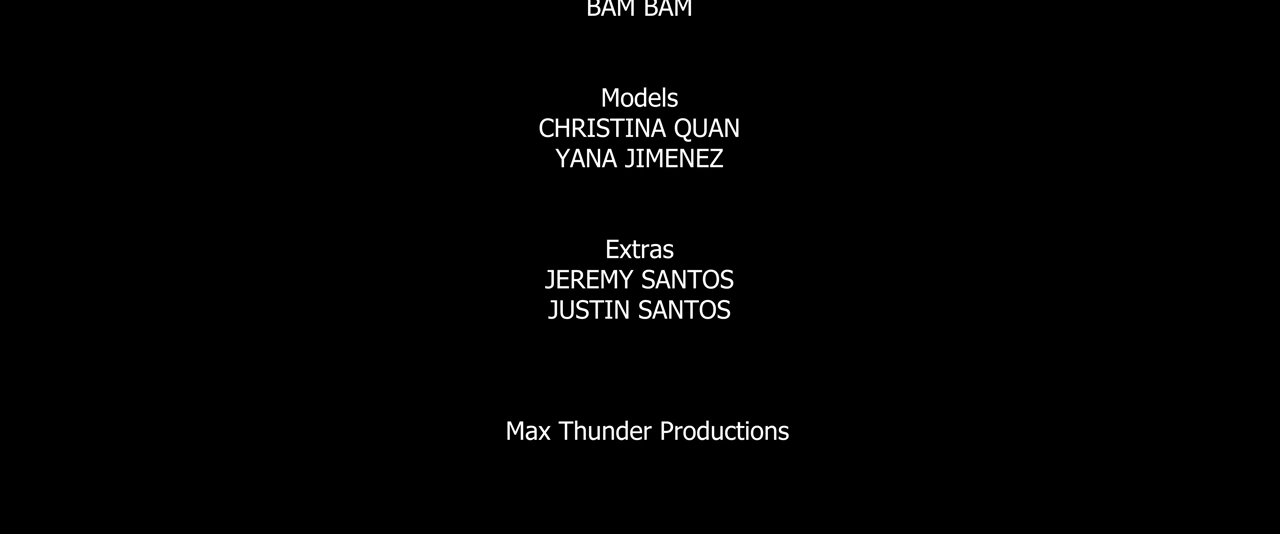 BAM BAM
Models
CHRISTINA QUAN
YANA JIMENEZ
Extras
JEREMY SANTOS
JUSTIN SANTOS
Max Thunder Productions